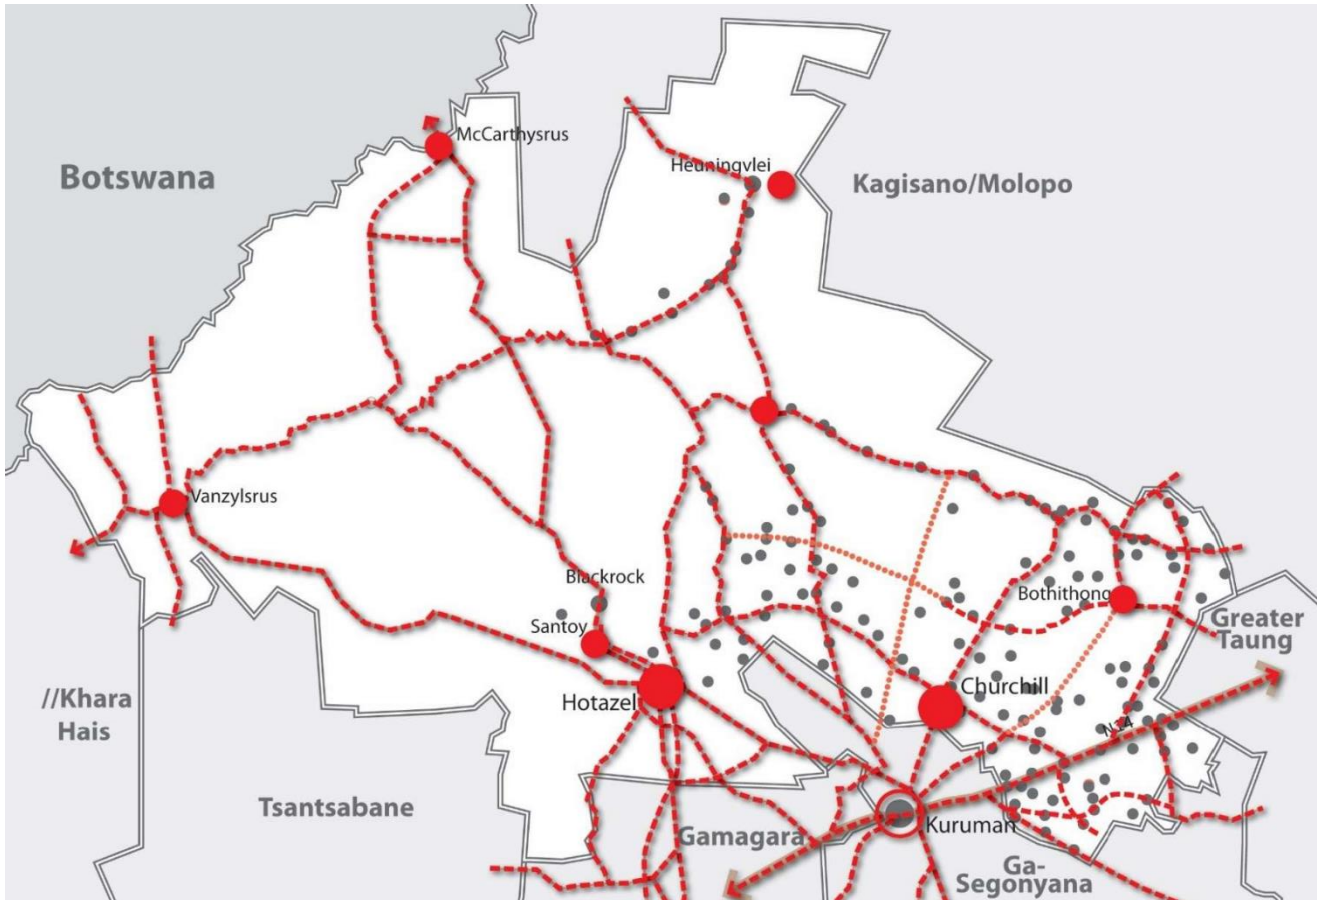 McCarthysrus
Botswana
Heuningvlei
Kagisano/Molopo
Vanzylsrus
Blackrock
Bothithong
Santoy
Greater
Taung
//Khara
Hais
Hotazel
Churchill
N14
Tsantsabane
Gamagara
Kuruman
Ga-
Segonyana